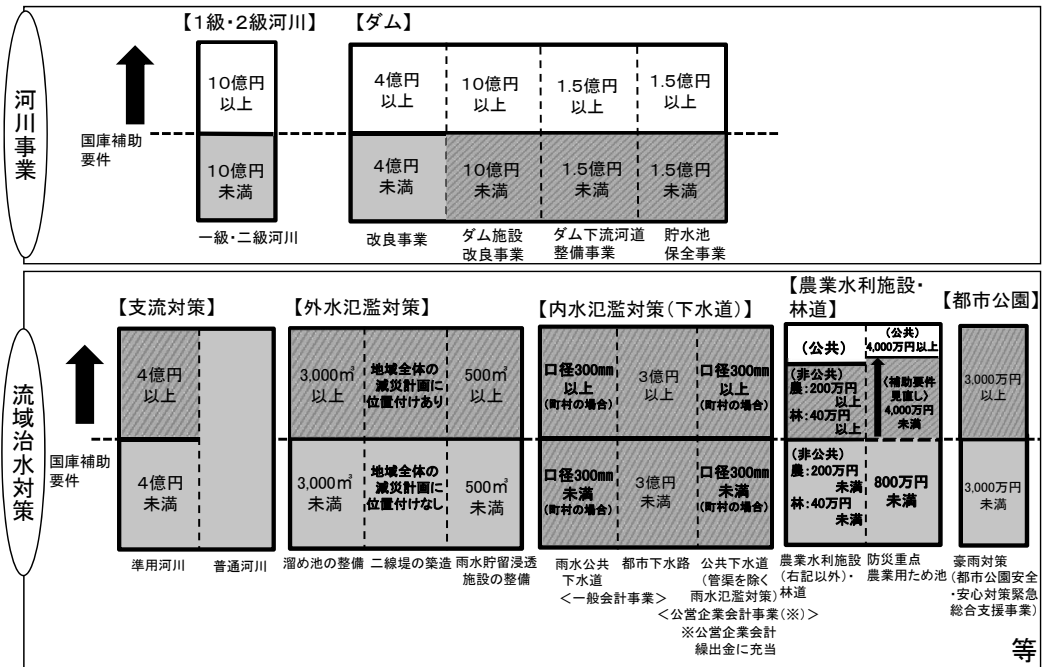 河川事業
【1級・2級河川】
【ダム】
国庫補助
要件
10億円
以上
10億円
未満
4億円
以上
10億円
以上
1.5億円
以上
1.5億円
以上
4億円
未満
10億円
未満
1.5億円
未満
1.5億円
未満
一級・二級河川
改良事業
ダム施設
改良事業
ダム下流河道
整備事業
貯水池
保全事業
流域治水対策
国庫補助
要件
【支流対策】
4億円
以上
4億円
未満
準用河川
普通河川
【外水氾濫対策】
3,000㎥
以上
地域全体の
減災計画に
位置付けあり
500㎥
以上
3,000㎥
未満
地域全体の
減災計画に
位置付けなし
500㎥
未満
溜め池の整備
二線堤の築造
雨水貯留浸透
施設の整備
【内水氾濫対策(下水道)】
口径300㎜
以上
(町村の場合)
3億円
以上
口径300㎜
以上
(町村の場合)
口径300㎜
未満
(町村の場合)
3億円
未満
口径300㎜
未満
(町村の場合)
雨水公共
下水道
都市下水路
<一般会計事業>
公共下水道
(管渠を除く
雨水氾濫対策)
<公営企業会計事業(※)>
※公営企業会計
繰出金に充当
【農業水利施設・
林道】
(公共)
(非公共)
農:200万円
以上
林:40万円
以上
(公共)
4,000万円以上
(補助要件
見直し)
4,000万円
未満
(非公共)
農:200万円
未満
林:40万円
未満
800万円
未満
農業水利施設
(右記以外)・
林道
防災重点
農業用ため池
【都市公園】
3,000万円
以上
3,000万円
未満
豪雨対策
(都市公園安全
・安心対策緊急
総合支援事業)
等